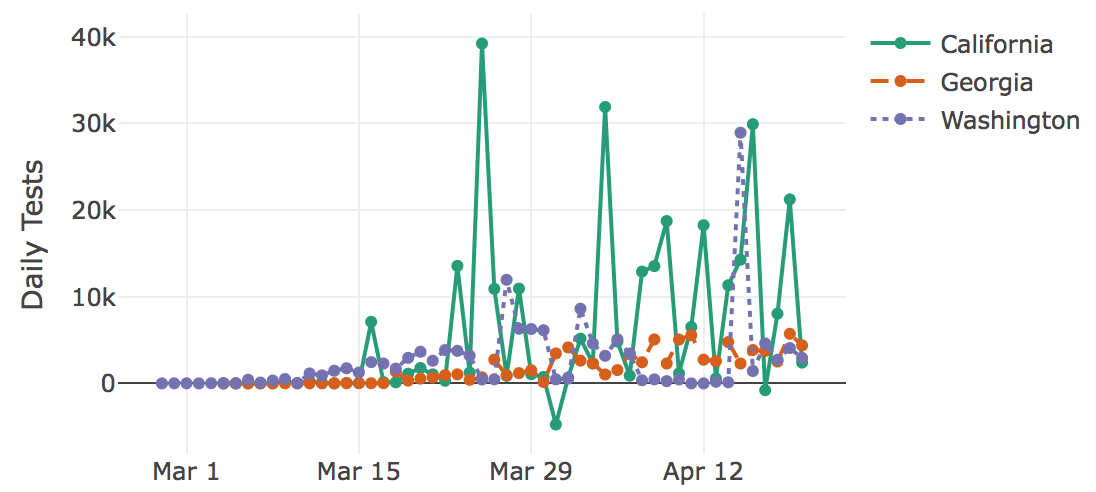 Daily Tests
40k
30k
20k
10k
0
Mar 1
Mar 15
Mar 29
Apr 12
California
Georgia
Washington